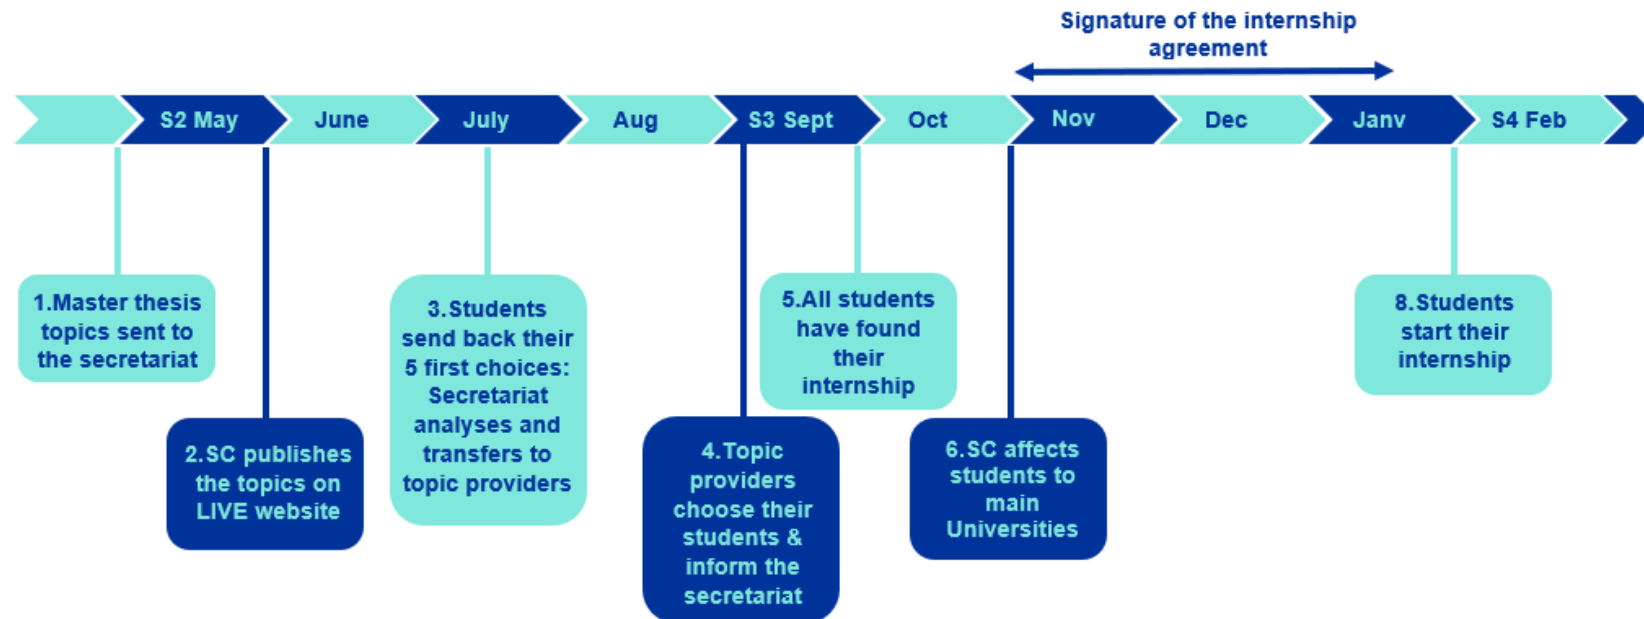 Signature of the internship
agreement
S2 May
June
July
Aug
S3 Sept
Oct
Nov
Dec
Janv
S4 Feb
1.Master thesis
topics sent to
the secretariat
2.SC publishes
the topics on
LIVE website
3.Students
send back their
5 first choices:
Secretariat
analyses and
transfers to
topic providers
4.Topic
providers
choose their
students &
inform the
secretariat
5.All students
have found
their
internship
6.SC affects
students to
main
Universities
8.Students
start their
internship